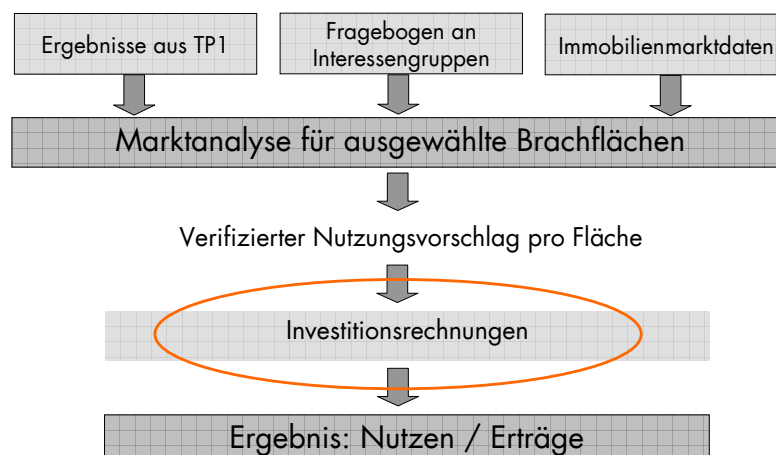 Ergebnisse aus TP1
Fragebogen an
Interessengruppen
Immobilienmarktdaten
Marktanalyse für ausgewählte Brachflächen
Verifizierter Nutzungsvorschlag pro Fläche
Investitionsrechnungen
Ergebnis: Nutzen / Erträge